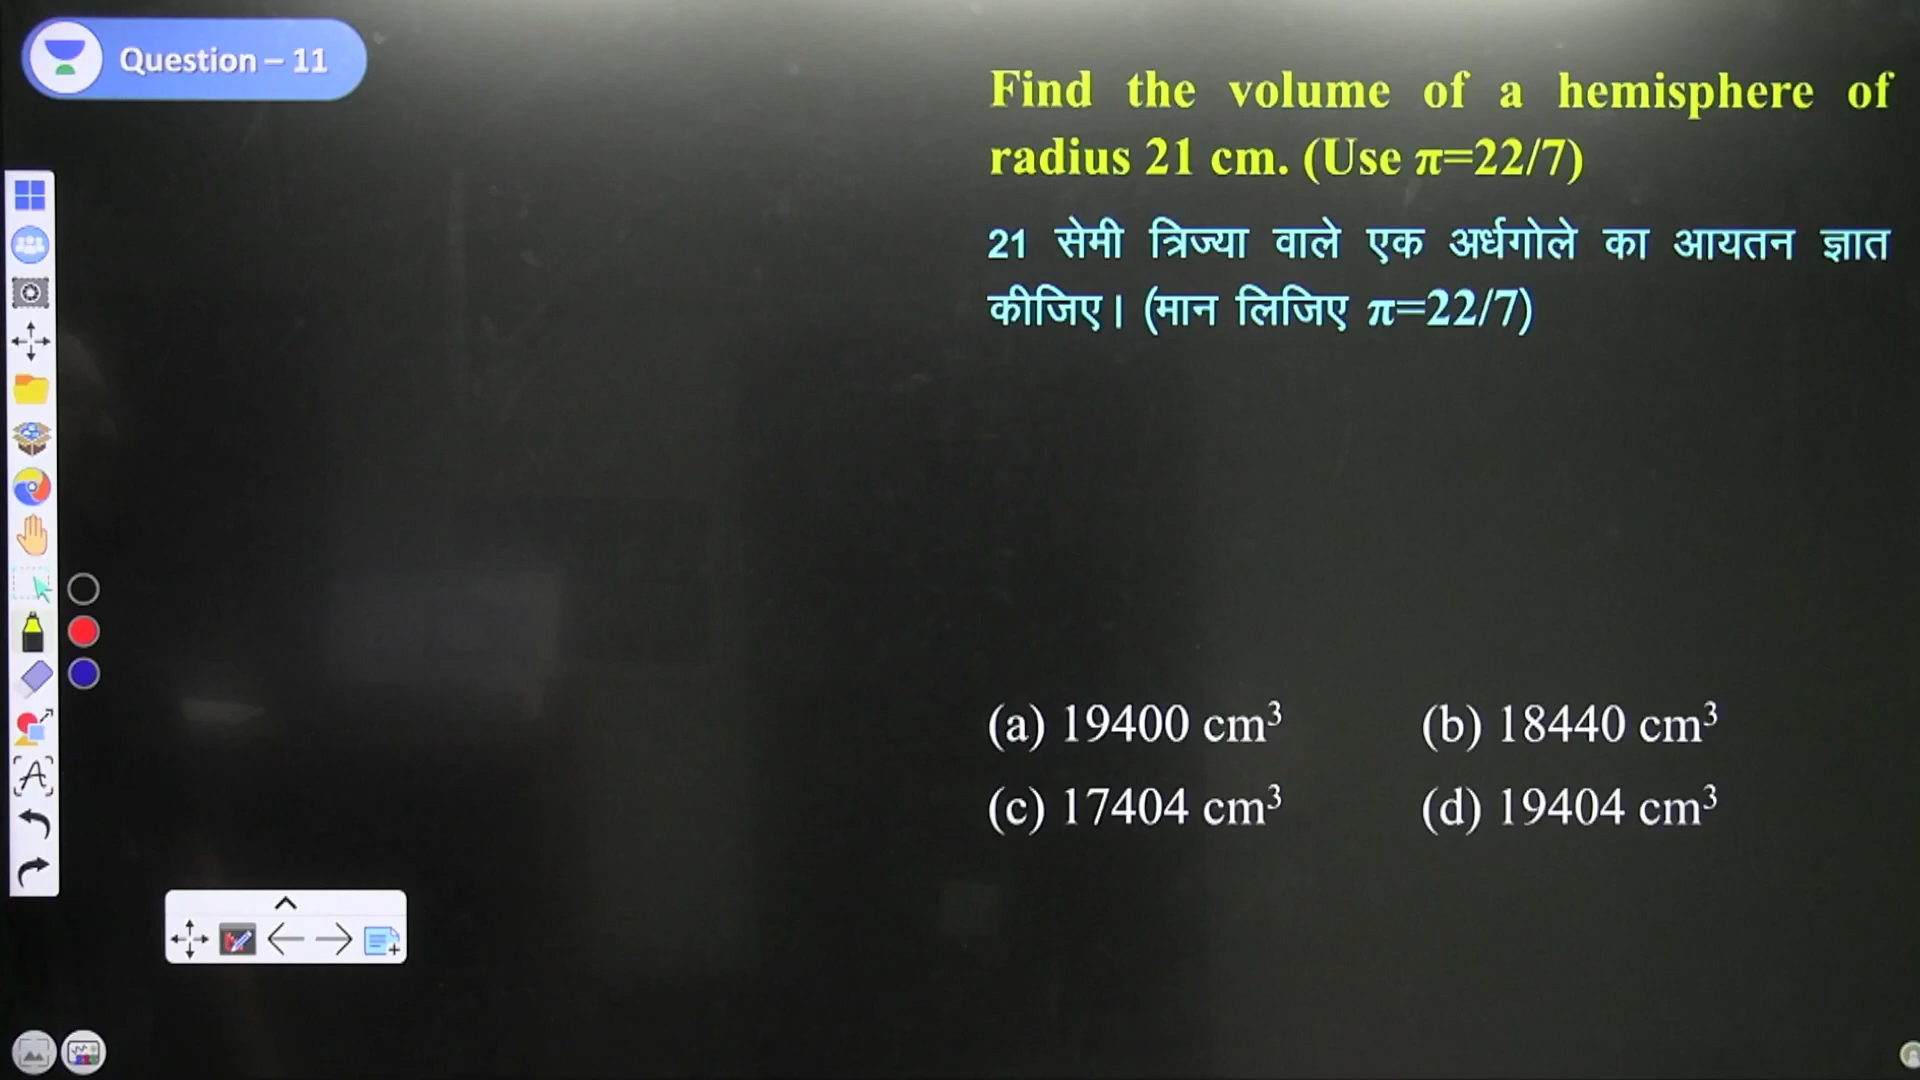 Question – 11
Find the volume of a hemisphere of
radius 21 cm. (Use π=22/7)
21 सेमी त्रिज्या वाले एक अर्धगोले का आयतन ज्ञात
कीजिए। (मान लिजिए π=22/7)
(a) 19400 cm³ (b) 18440 cm³
(c) 17404 cm³ (d) 19404 cm³